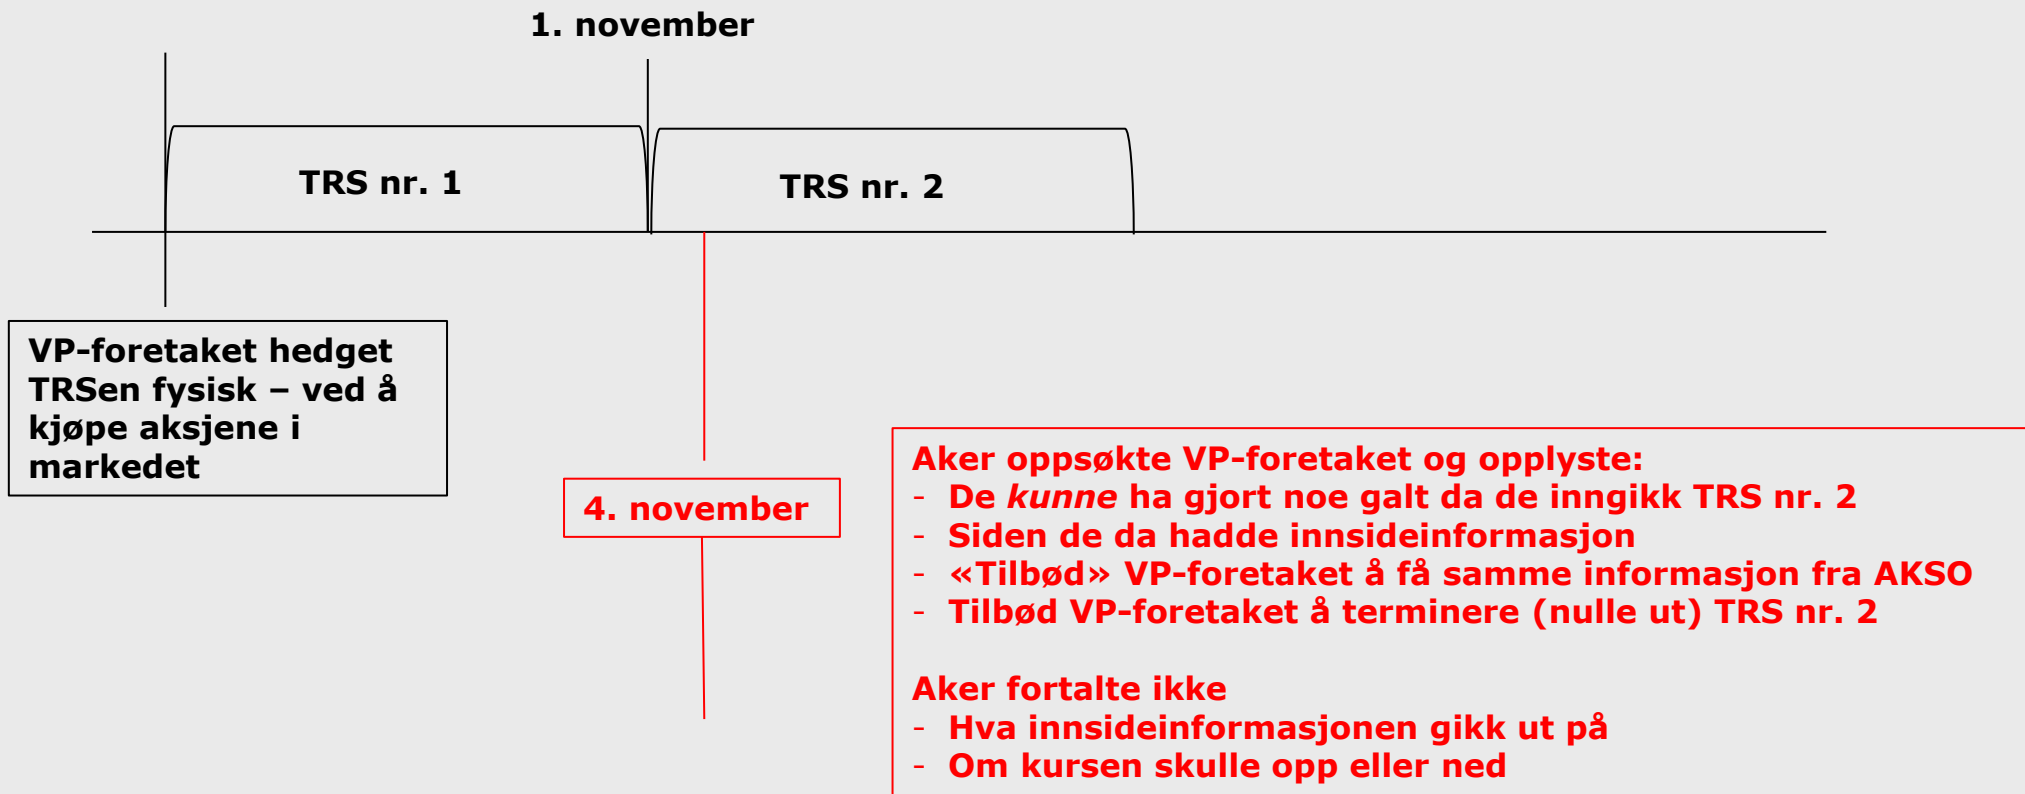 1. november
TRS nr. 1
TRS nr. 2
VP-foretaket hedget
TRSen fysisk – ved å
kjøpe aksjene i
markedet
4. november
Aker oppsøkte VP-foretaket og opplyste:
- De kunne ha gjort noe galt da de inngikk TRS nr. 2
- Siden de da hadde innsideinformasjon
- «Tilbød» VP-foretaket å få samme informasjon fra AKSO
- Tilbød VP-foretaket å terminere (nulle ut) TRS nr. 2
Aker fortalte ikke
- Hva innsideinformasjonen gikk ut på
- Om kursen skulle opp eller ned